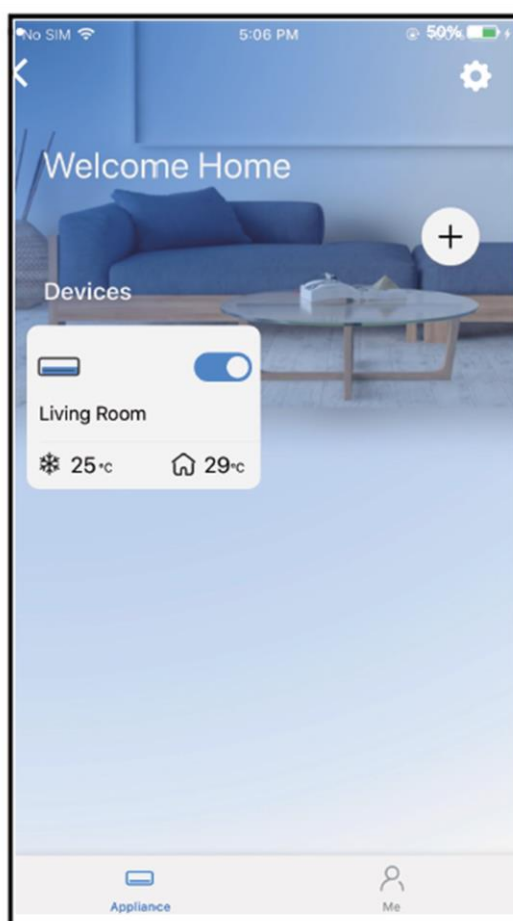 No SIM 5:06 PM 50%
Welcome Home
+
Devices
Living Room
25°C 29°C
Appliance Me